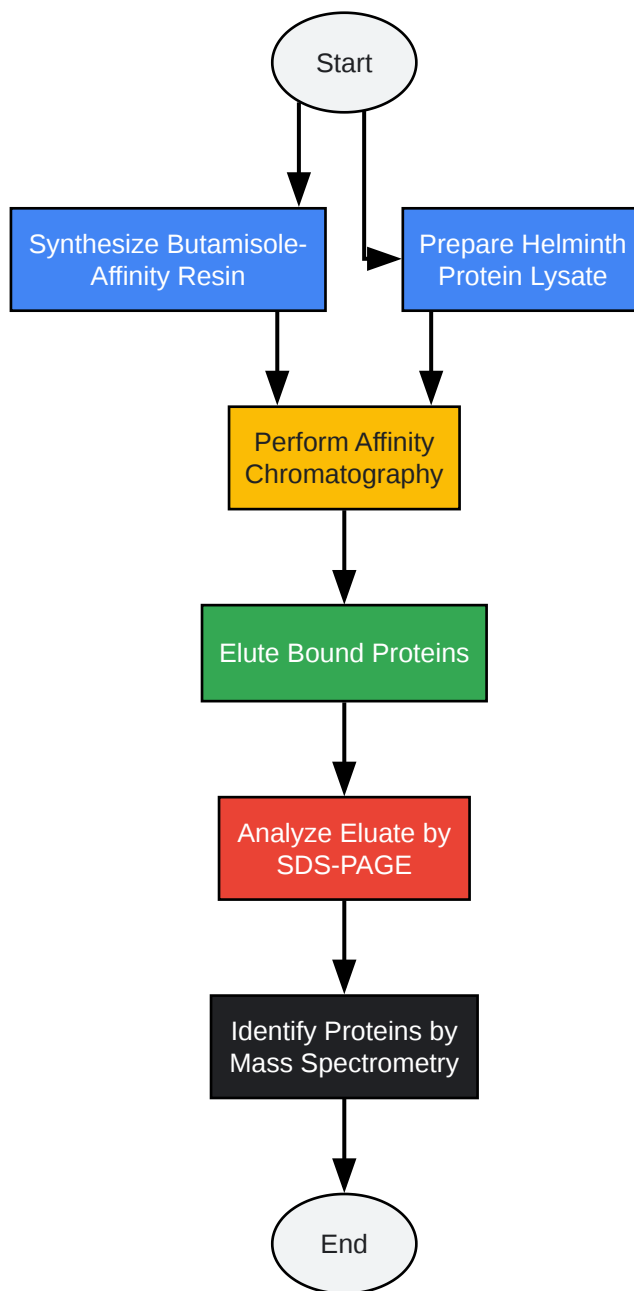 Start
Synthesize Butamisole-
Affinity Resin
Prepare Helminth
Protein Lysate
Perform Affinity
Chromatography
Elute Bound Proteins
Analyze Eluate by
SDS-PAGE
Identify Proteins by
Mass Spectrometry
End